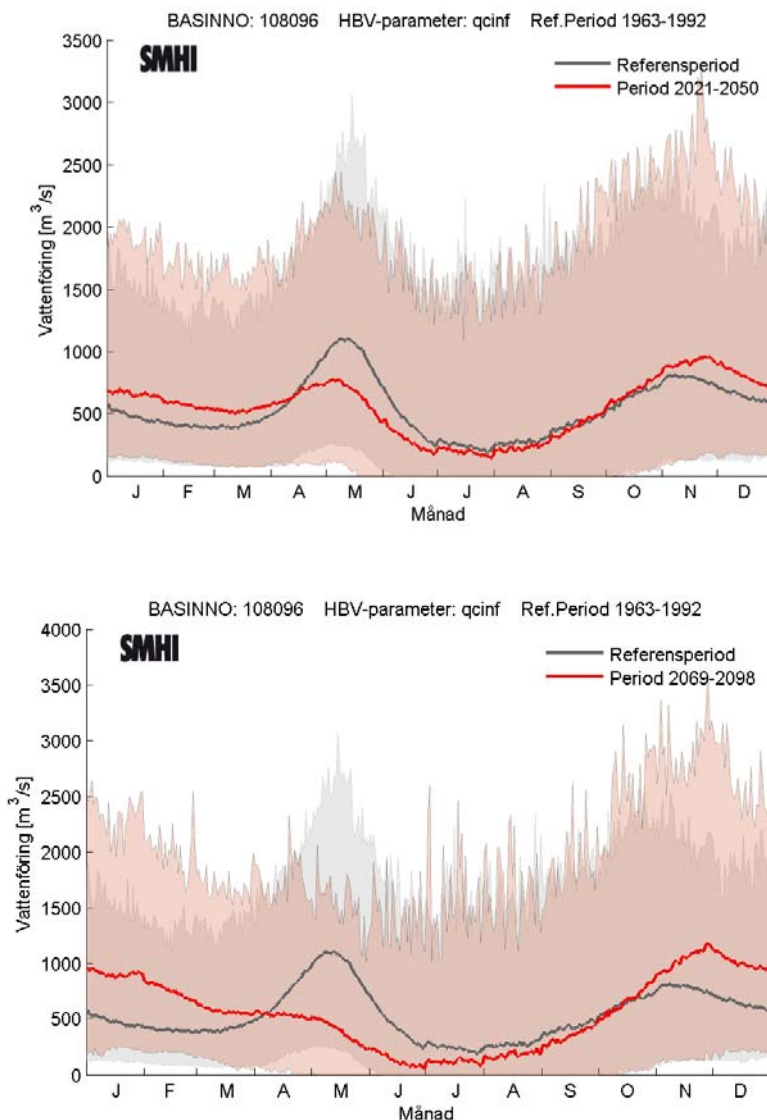 BASINNO: 108096 HBV-parameter: qcinf Ref.Period 1963-1992
SMHI
Referensperiod
Period 2021-2050
Vattenföring [m³/s]
3500
3000
2500
2000
1500
1000
500
0
J F M A M J J A S O N D
Månad
BASINNO: 108096 HBV-parameter: qcinf Ref.Period 1963-1992
SMHI
Referensperiod
Period 2069-2098
Vattenföring [m³/s]
4000
3500
3000
2500
2000
1500
1000
500
0
J F M A M J J A S O N D
Månad